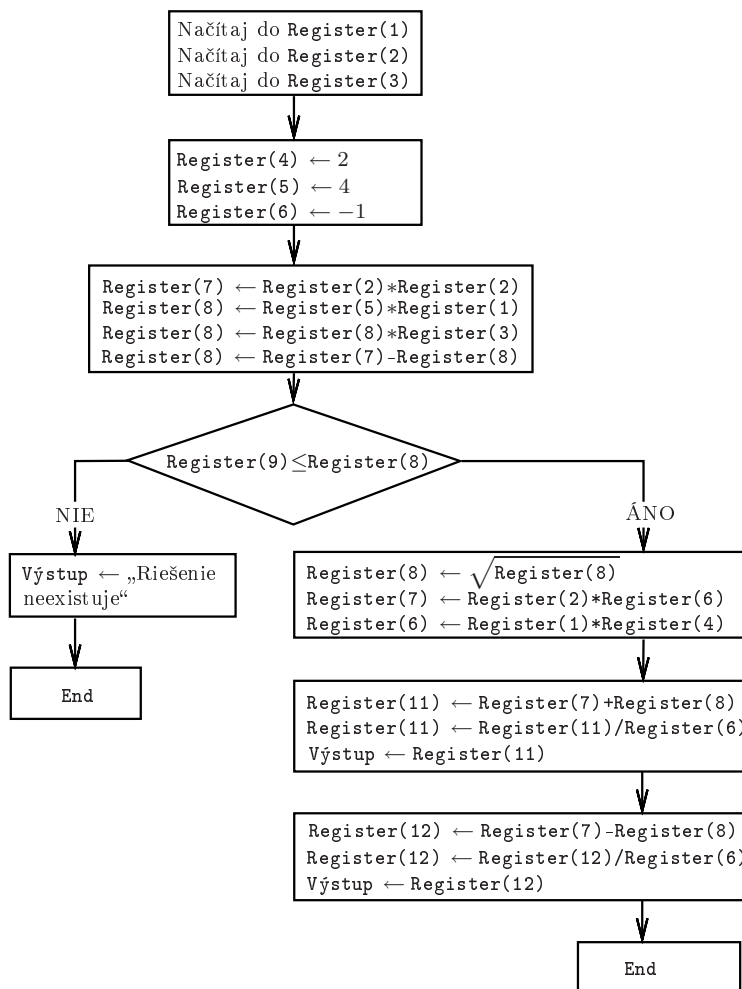 Načítaj do Register(1)
Načítaj do Register(2)
Načítaj do Register(3)
Register(4) ← 2
Register(5) ← 4
Register(6) ← −1
Register(7) ← Register(2)*Register(2)
Register(8) ← Register(5)*Register(1)
Register(8) ← Register(8)*Register(3)
Register(8) ← Register(7)-Register(8)
Register(9)≤Register(8)
NIE
ÁNO
Výstup ← „Riešenie
neexistuje“
End
Register(8) ← √Register(8)
Register(7) ← Register(2)*Register(6)
Register(6) ← Register(1)*Register(4)
Register(11) ← Register(7)+Register(8)
Register(11) ← Register(11)/Register(6)
Výstup ← Register(11)
Register(12) ← Register(7)-Register(8)
Register(12) ← Register(12)/Register(6)
Výstup ← Register(12)
End